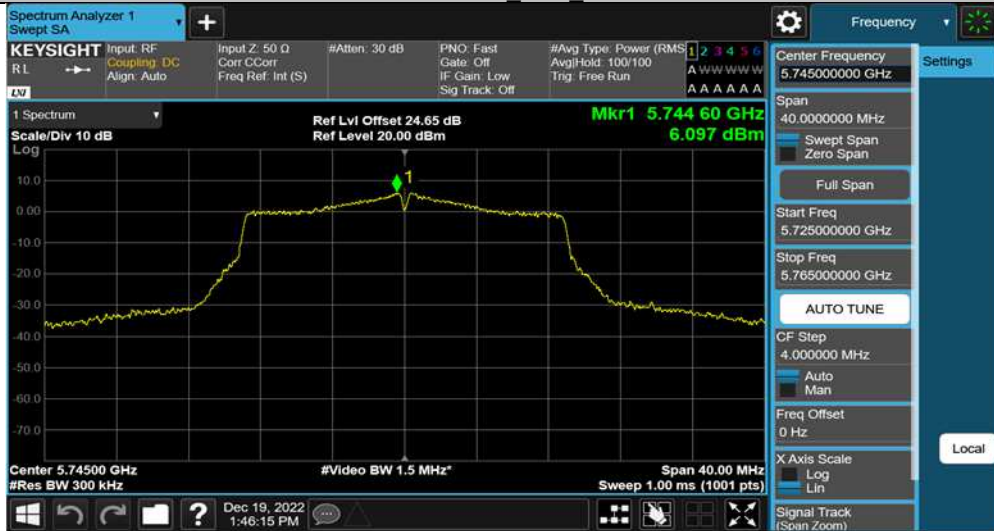 Spectrum Analyzer 1
Swept SA
+
Frequency
KEYSIGHT
RL
LXI
Input: RF
Coupling: DC
Align: Auto
Input Z: 50 Ω
Corr CCorr
Freq Ref: Int (S)
#Atten: 30 dB
PNO: Fast
Gate: Off
IF Gain: Low
Sig Track: Off
#Avg Type: Power (RMS
Avg|Hold: 100/100
Trig: Free Run
1 2 3 4 5 6
A W W W W W
A A A A A A
1 Spectrum
Scale/Div 10 dB
Log
Ref Lvl Offset 24.65 dB
Ref Level 20.00 dBm
Mkr1 5.744 60 GHz
6.097 dBm
1
10.0
0.00
-10.0
-20.0
-30.0
-40.0
-50.0
-60.0
-70.0
Center 5.74500 GHz
#Res BW 300 kHz
#Video BW 1.5 MHz*
Span 40.00 MHz
Sweep 1.00 ms (1001 pts)
?
Dec 19, 2022
1:46:15 PM
Center Frequency
5.745000000 GHz
Span
40.0000000 MHz
Swept Span
Zero Span
Full Span
Start Freq
5.725000000 GHz
Stop Freq
5.765000000 GHz
AUTO TUNE
CF Step
4.000000 MHz
Auto
Man
Freq Offset
0 Hz
X Axis Scale
Log
Lin
Signal Track
(Span Zoom)
Settings
Local